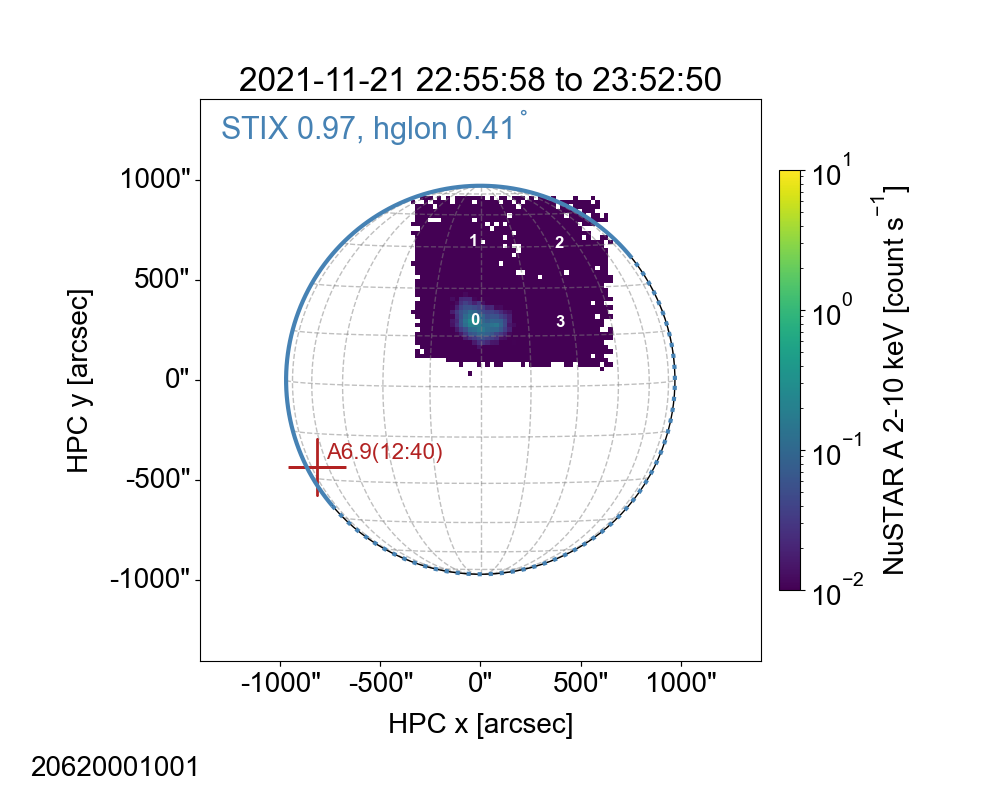 2021-11-21 22:55:58 to 23:52:50
STIX 0.97, hglon 0.41°
1000"
500"
0"
-500"
-1000"
HPC y [arcsec]
1 2
0 3
A6.9(12:40)
-1000" -500" 0" 500" 1000"
HPC x [arcsec]
10¹
10⁰
10⁻¹
10⁻²
NuSTAR A 2-10 keV [count s⁻¹]
20620001001